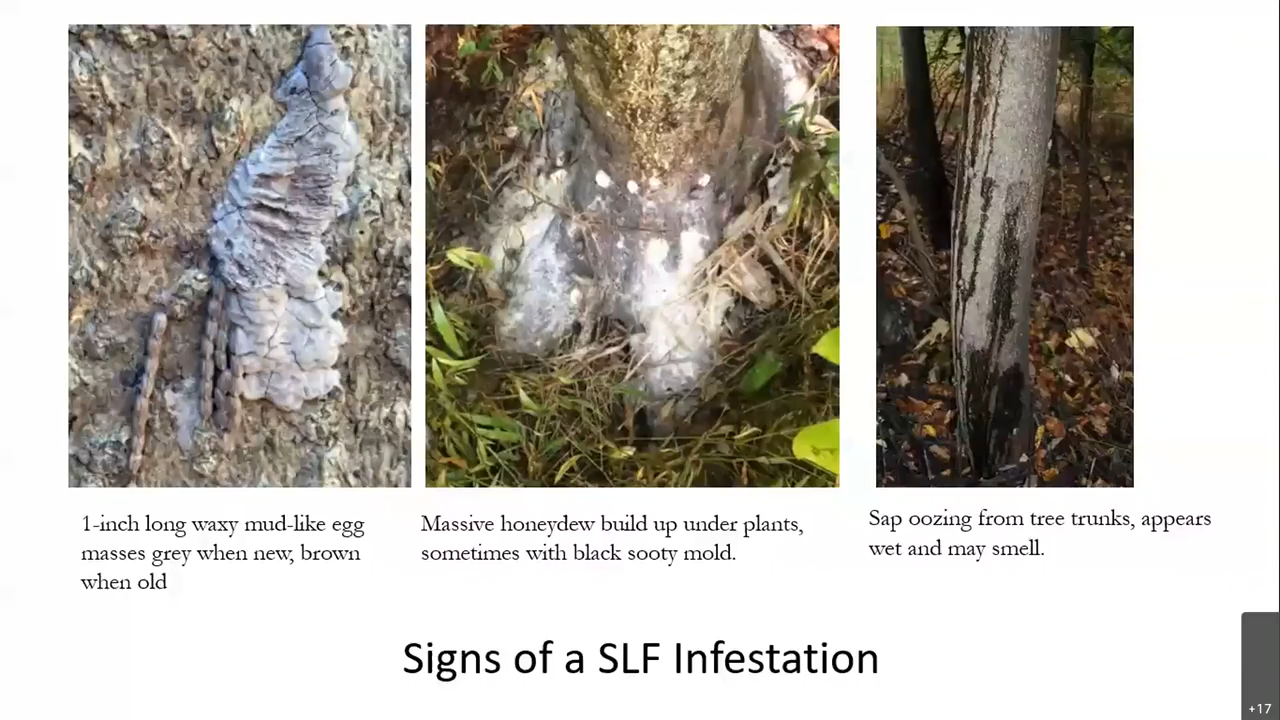 1-inch long waxy mud-like egg
masses grey when new, brown
when old
Massive honeydew build up under plants,
sometimes with black sooty mold.
Sap oozing from tree trunks, appears
wet and may smell.
Signs of a SLF Infestation
+17